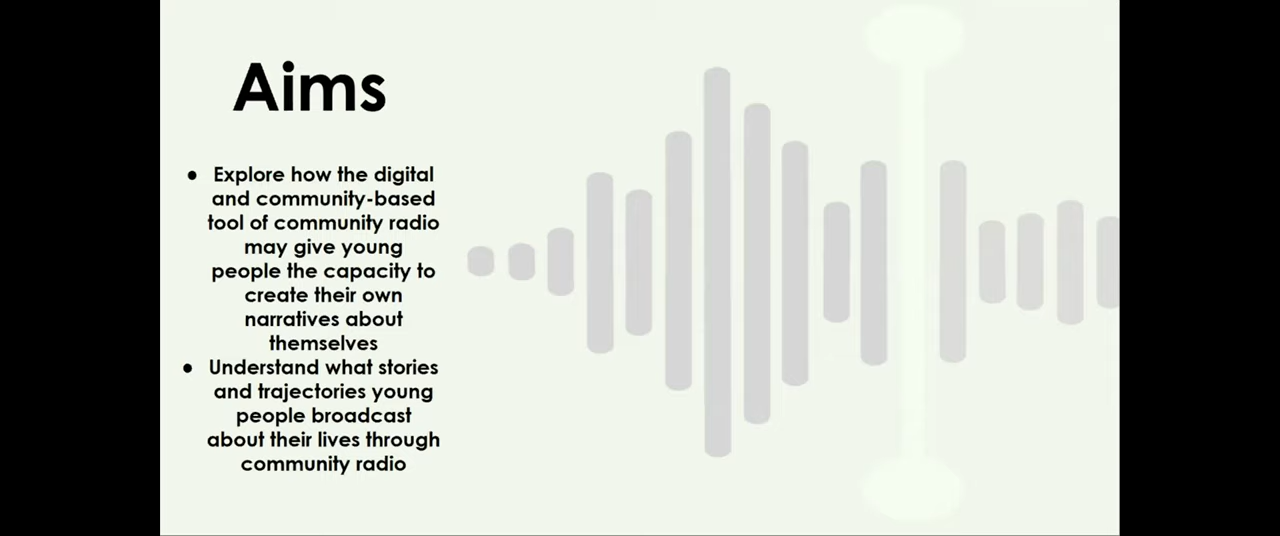 Aims
● Explore how the digital
and community-based
tool of community radio
may give young
people the capacity to
create their own
narratives about
themselves
● Understand what stories
and trajectories young
people broadcast
about their lives through
community radio